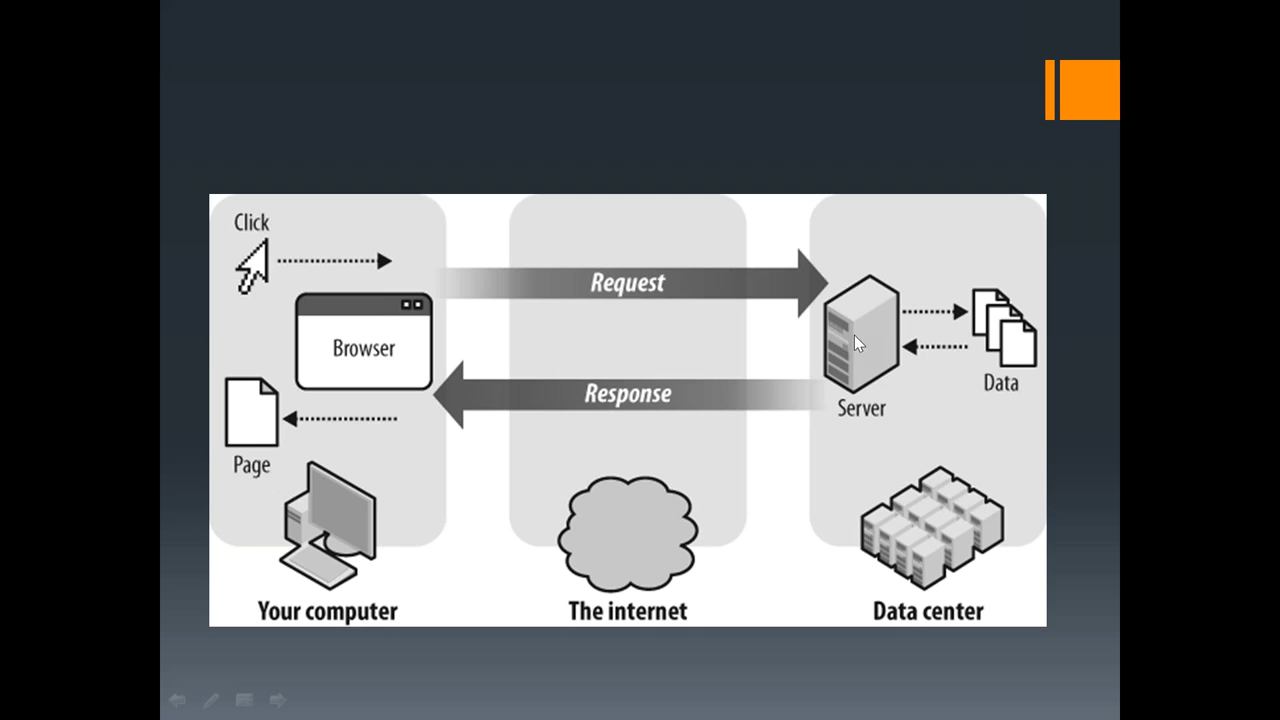 Click
Request
Browser
Response
Data
Server
Page
Your computer
The internet
Data center